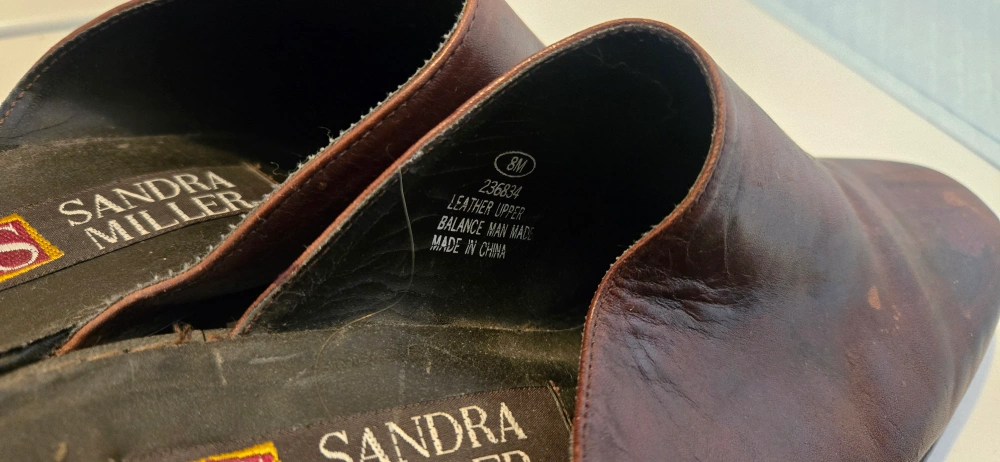 SANDRA
MILLER
S
8M
236834
LEATHER UPPER
BALANCE MAN MADE
MADE IN CHINA
SANDRA